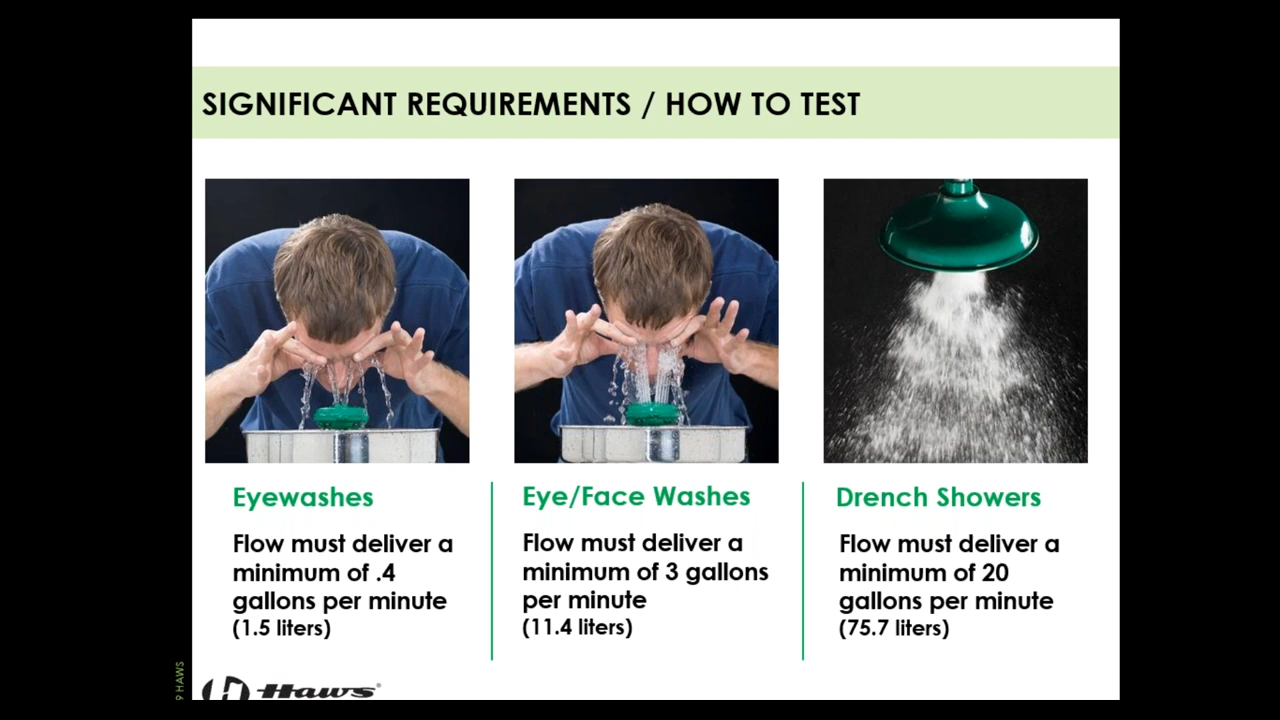 SIGNIFICANT REQUIREMENTS / HOW TO TEST
Eyewashes
Flow must deliver a
minimum of .4
gallons per minute
(1.5 liters)
Eye/Face Washes
Flow must deliver a
minimum of 3 gallons
per minute
(11.4 liters)
Drench Showers
Flow must deliver a
minimum of 20
gallons per minute
(75.7 liters)
9 HAWS
Haws®